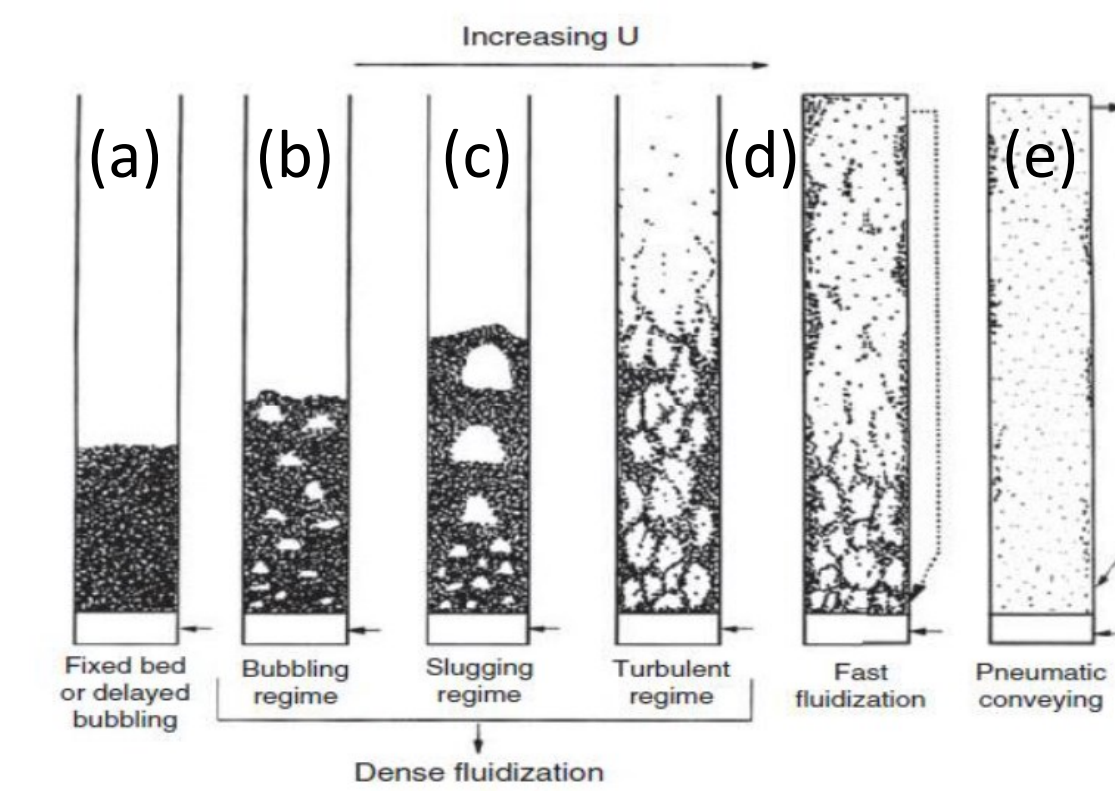 Increasing U
(a)
(b)
(c)
(d)
(e)
Fixed bed
or delayed
bubbling
Bubbling
regime
Slugging
regime
Turbulent
regime
Fast
fluidization
Pneumatic
conveying
Dense fluidization